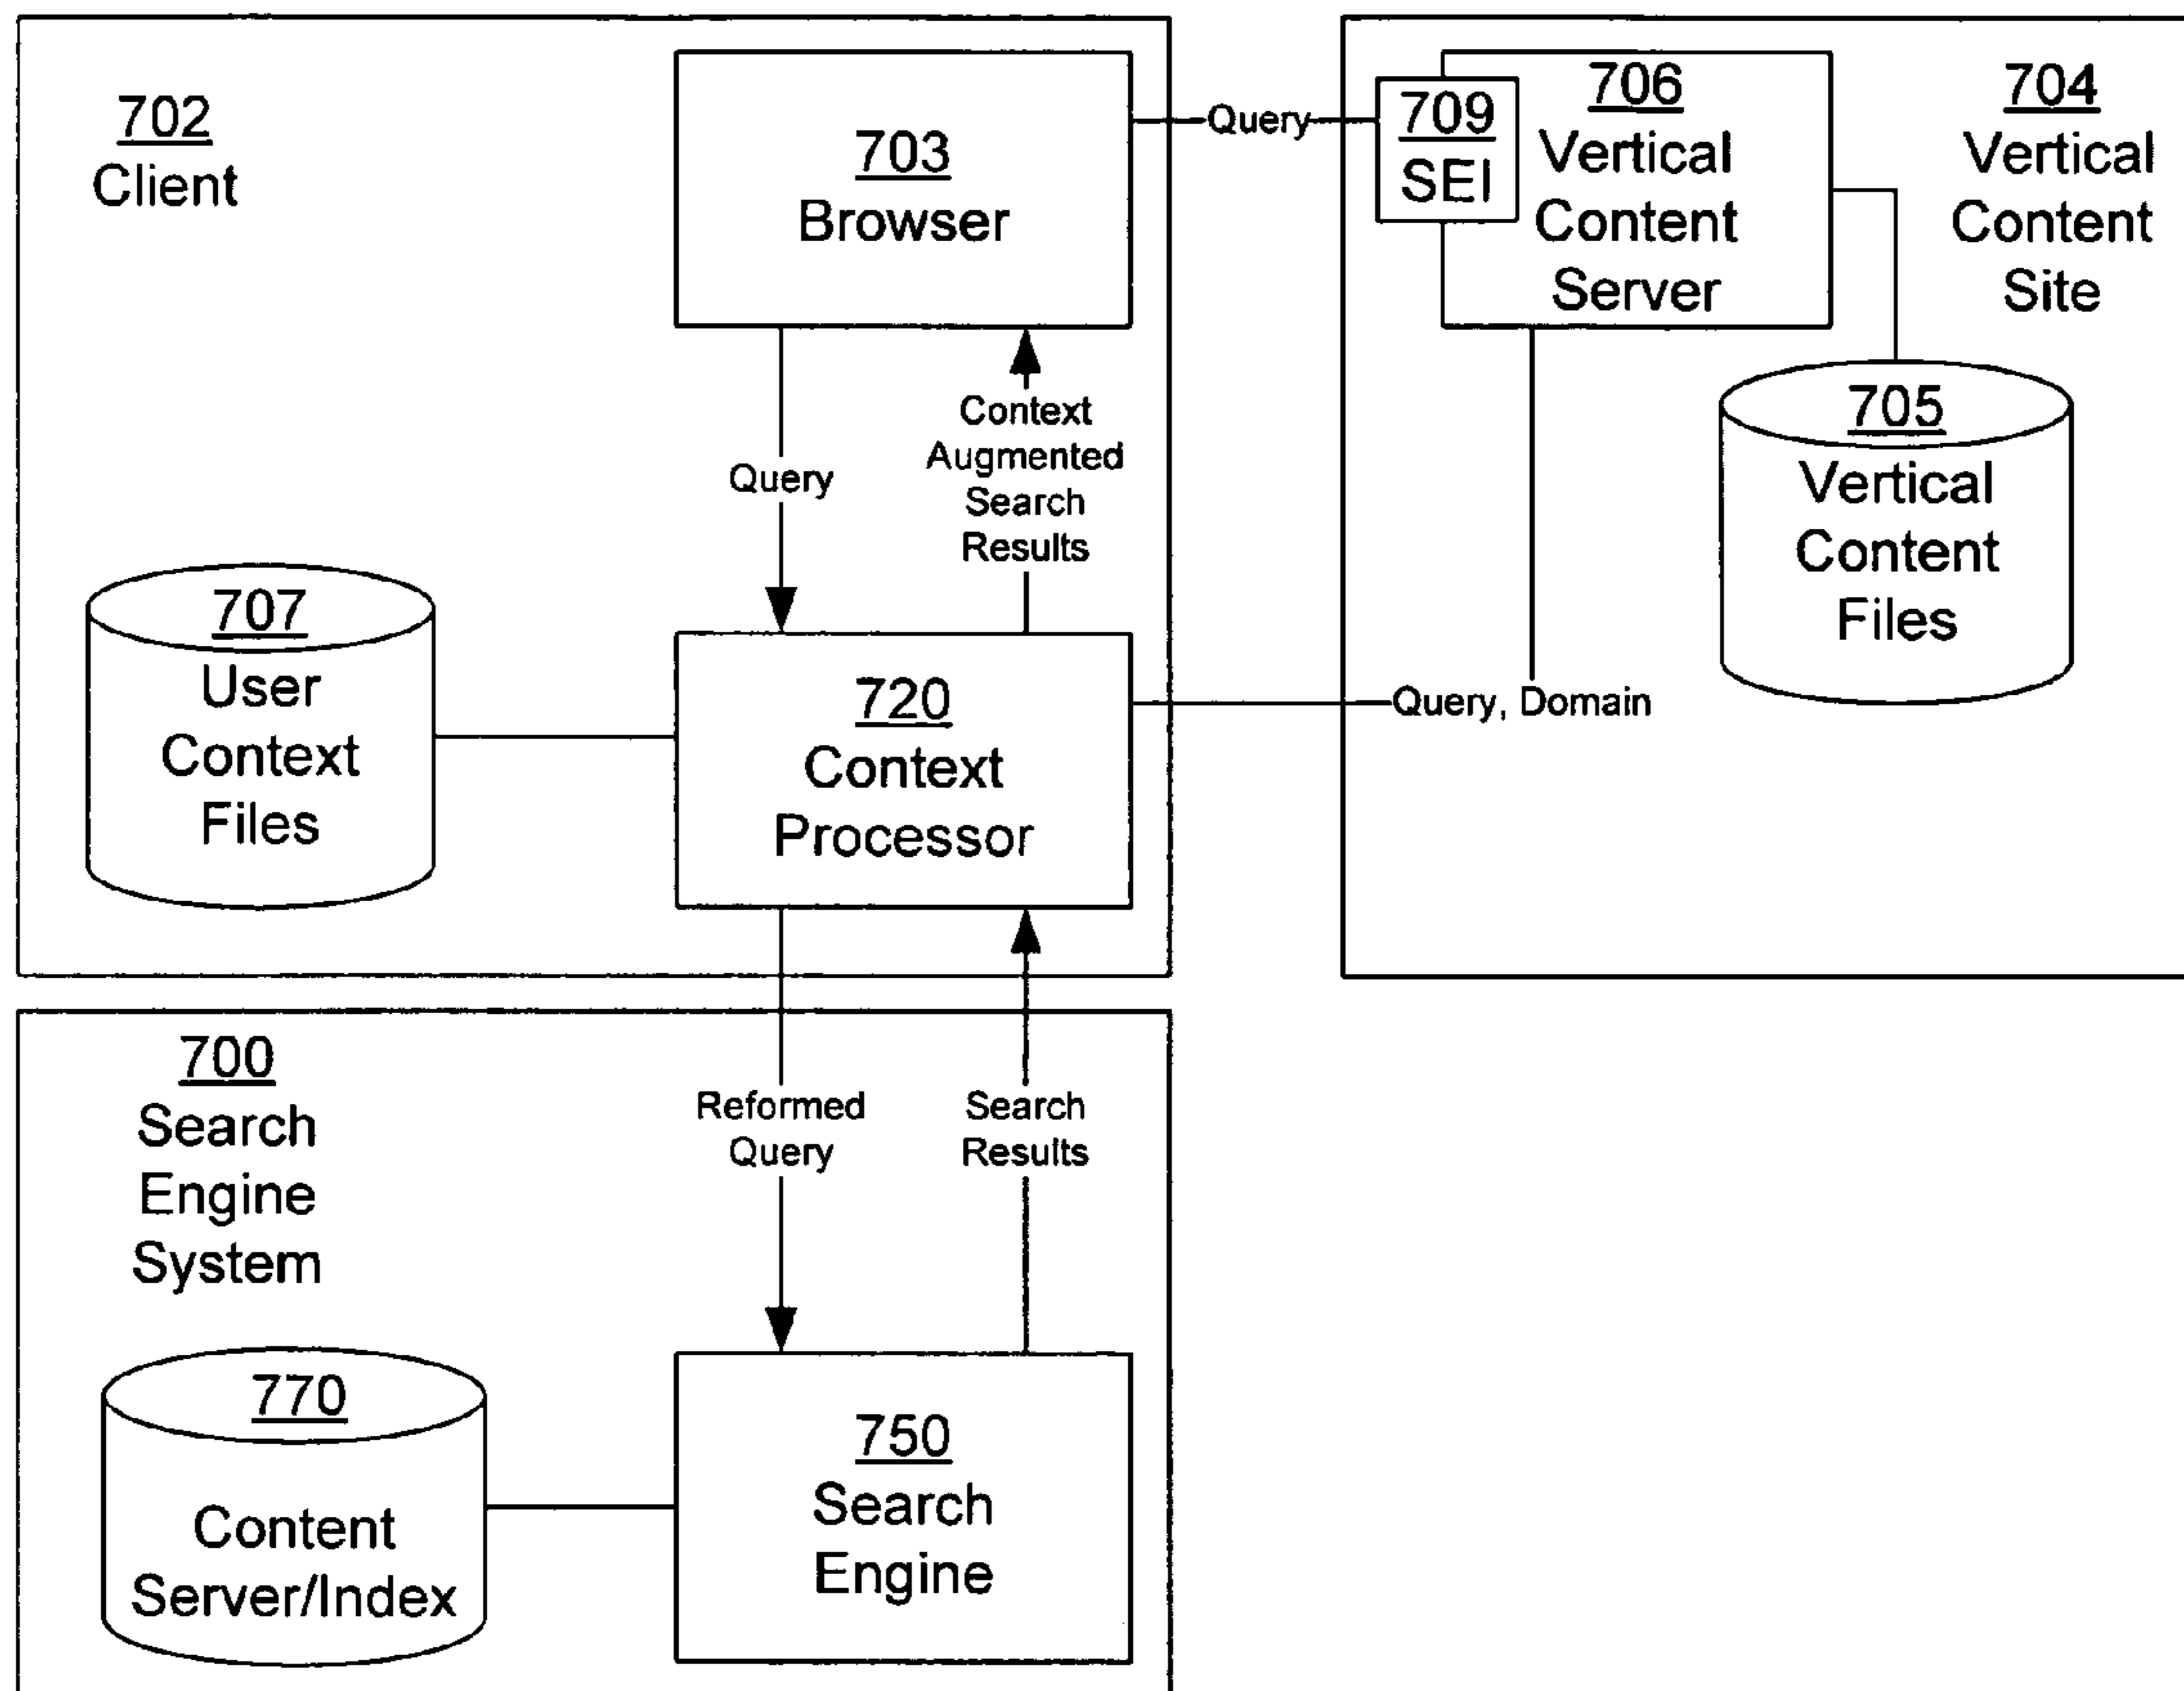 702
Client
703
Browser
Query
709
SEI
706
Vertical
Content
Server
704
Vertical
Content
Site
705
Vertical
Content
Files
Query
Context
Augmented
Search
Results
707
User
Context
Files
720
Context
Processor
Query, Domain
700
Search
Engine
System
Reformed
Query
Search
Results
770
Content
Server/Index
750
Search
Engine